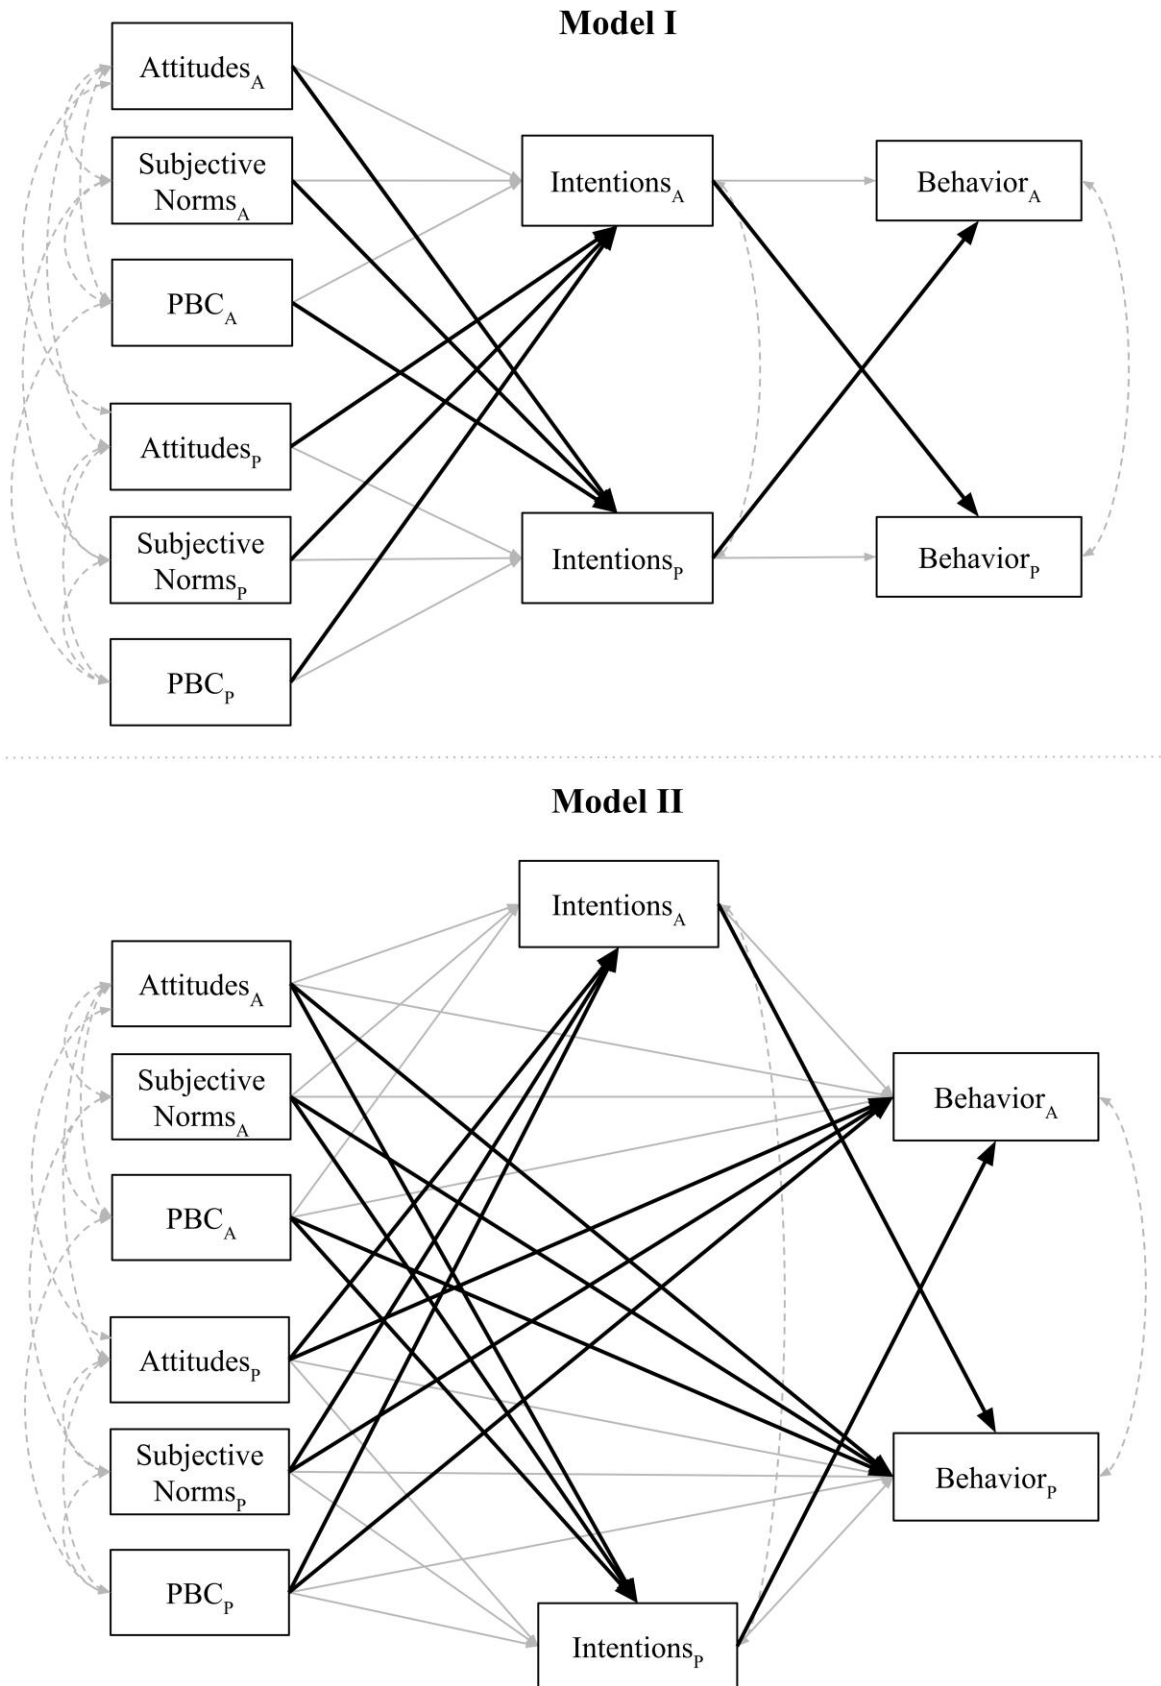 Model I
Attitudes_A
Subjective
Norms_A
PBC_A
Attitudes_P
Subjective
Norms_P
PBC_P
Intentions_A
Intentions_P
Behavior_A
Behavior_P
Model II
Intentions_A
Attitudes_A
Subjective
Norms_A
PBC_A
Attitudes_P
Subjective
Norms_P
PBC_P
Behavior_A
Behavior_P
Intentions_P